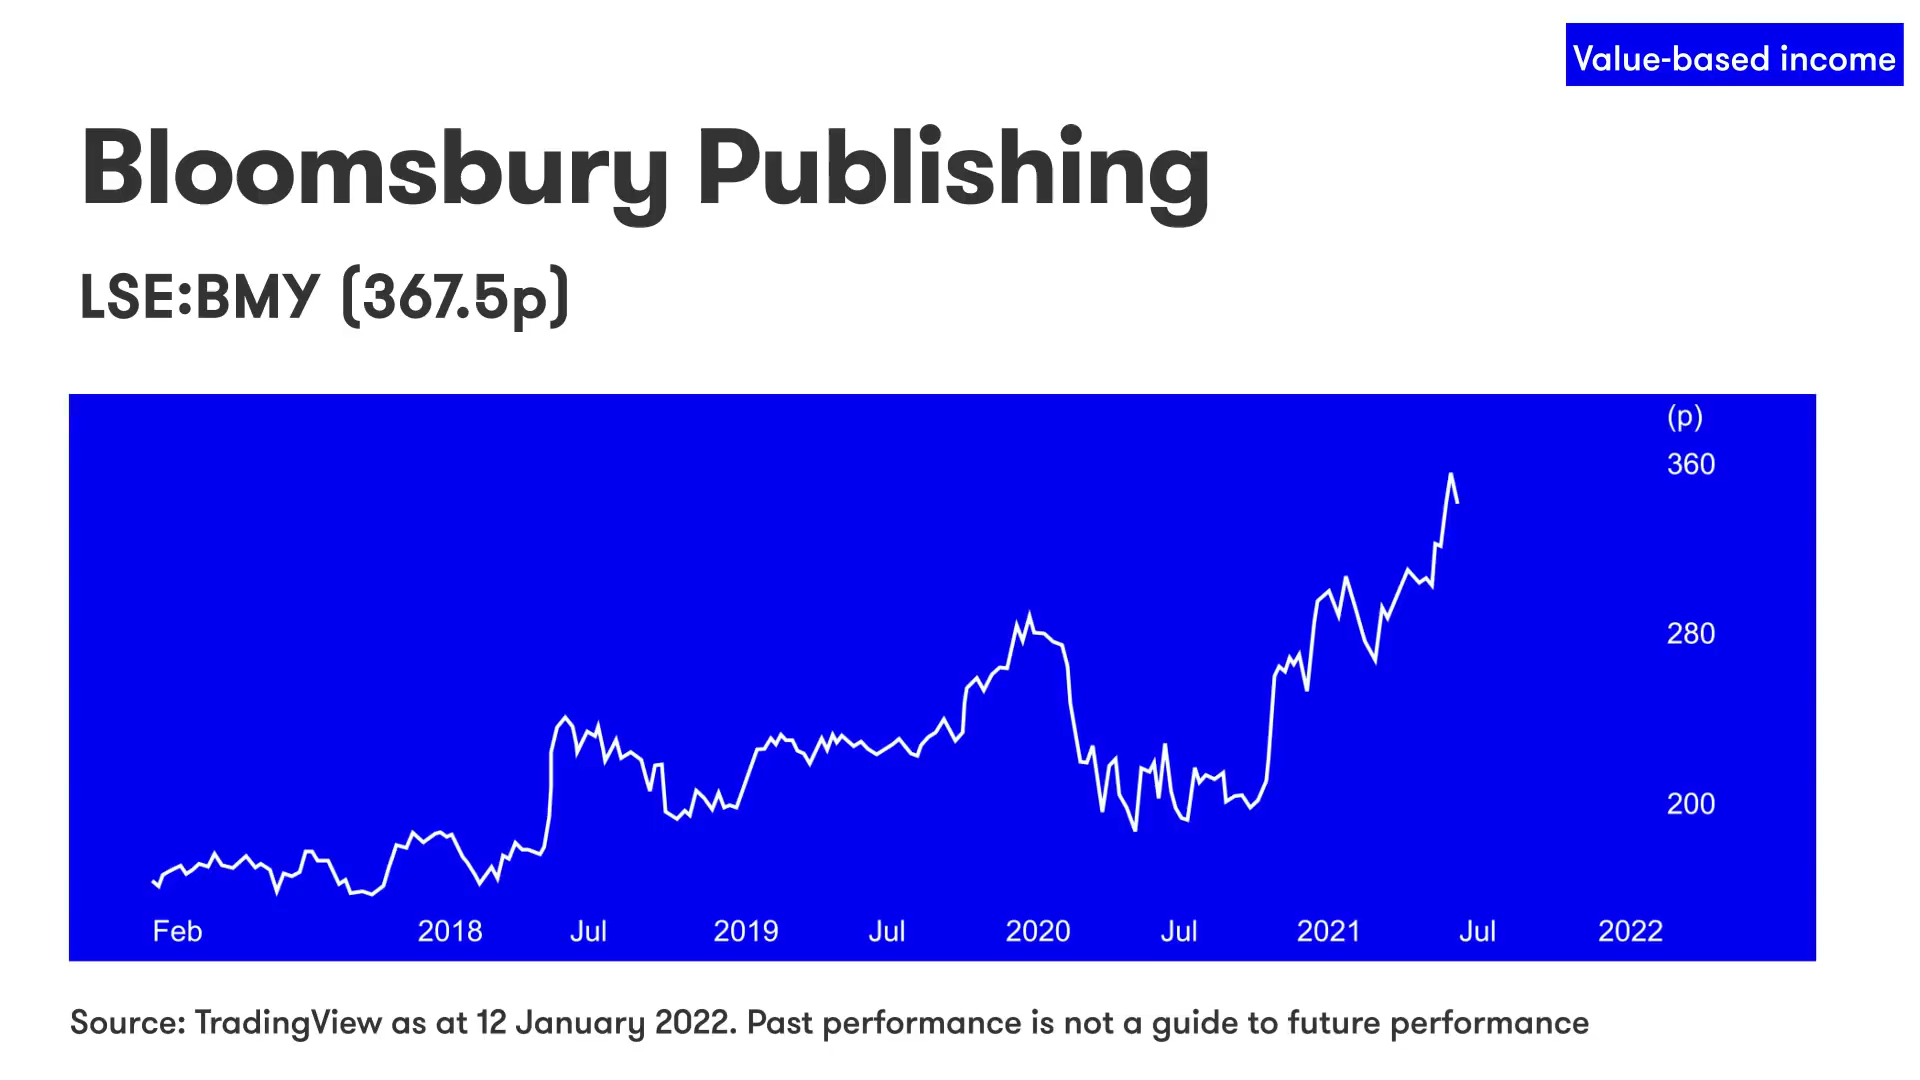 Value-based income
Bloomsbury Publishing
LSE:BMY (367.5p)
(p)
360
280
200
Feb 2018 Jul 2019 Jul 2020 Jul 2021 Jul 2022
Source: TradingView as at 12 January 2022. Past performance is not a guide to future performance